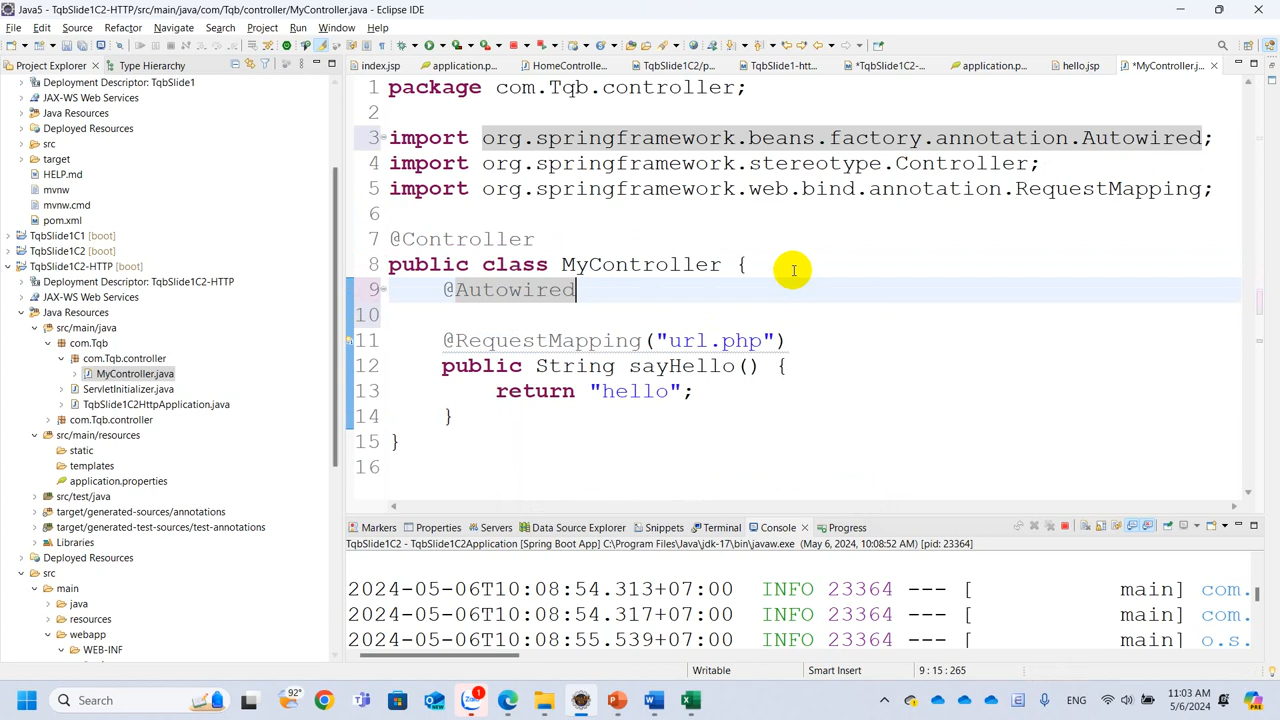 Java5 - TqbSlide1C2-HTTP/src/main/java/com/Tqb/controller/MyController.java - Eclipse IDE
File Edit Source Refactor Navigate Search Project Run Window Help
Project Explorer Type Hierarchy
index.jsp application.p... HomeControlle... TqbSlide1C2/p... TqbSlide1-htt... *TqbSlide1C2-... application.p... hello.jsp *MyController.j...
Deployment Descriptor: TqbSlide1
JAX-WS Web Services
Java Resources
Deployed Resources
src
target
HELP.md
mvnw
mvnw.cmd
pom.xml
TqbSlide1C1 [boot]
TqbSlide1C2 [boot]
TqbSlide1C2-HTTP [boot]
Deployment Descriptor: TqbSlide1C2-HTTP
JAX-WS Web Services
Java Resources
src/main/java
com.Tqb
com.Tqb.controller
MyController.java
ServletInitializer.java
TqbSlide1C2HttpApplication.java
com.Tqb.controller
src/main/resources
static
templates
application.properties
src/test/java
target/generated-sources/annotations
target/generated-test-sources/test-annotations
Libraries
Deployed Resources
src
main
java
resources
webapp
WEB-INF
1 package com.Tqb.controller;
2
3 import org.springframework.beans.factory.annotation.Autowired;
4 import org.springframework.stereotype.Controller;
5 import org.springframework.web.bind.annotation.RequestMapping;
6
7 @Controller
8 public class MyController {
9 @Autowired
10
11 @RequestMapping("url.php")
12 public String sayHello() {
13 return "hello";
14 }
15 }
16
Markers Properties Servers Data Source Explorer Snippets Terminal Console Progress
TqbSlide1C2 - TqbSlide1C2Application [Spring Boot App] C:\Program Files\Java\jdk-17\bin\javaw.exe (May 6, 2024, 10:08:52 AM) [pid: 23364]
2024-05-06T10:08:54.313+07:00 INFO 23364 --- [ main] com.
2024-05-06T10:08:54.317+07:00 INFO 23364 --- [ main] com.
2024-05-06T10:08:55.539+07:00 INFO 23364 --- [ main] o.s.
Writable Smart Insert 9 : 15 : 265
Search 92° Zalo 1 ENG 11:03 AM
5/6/2024
PRE